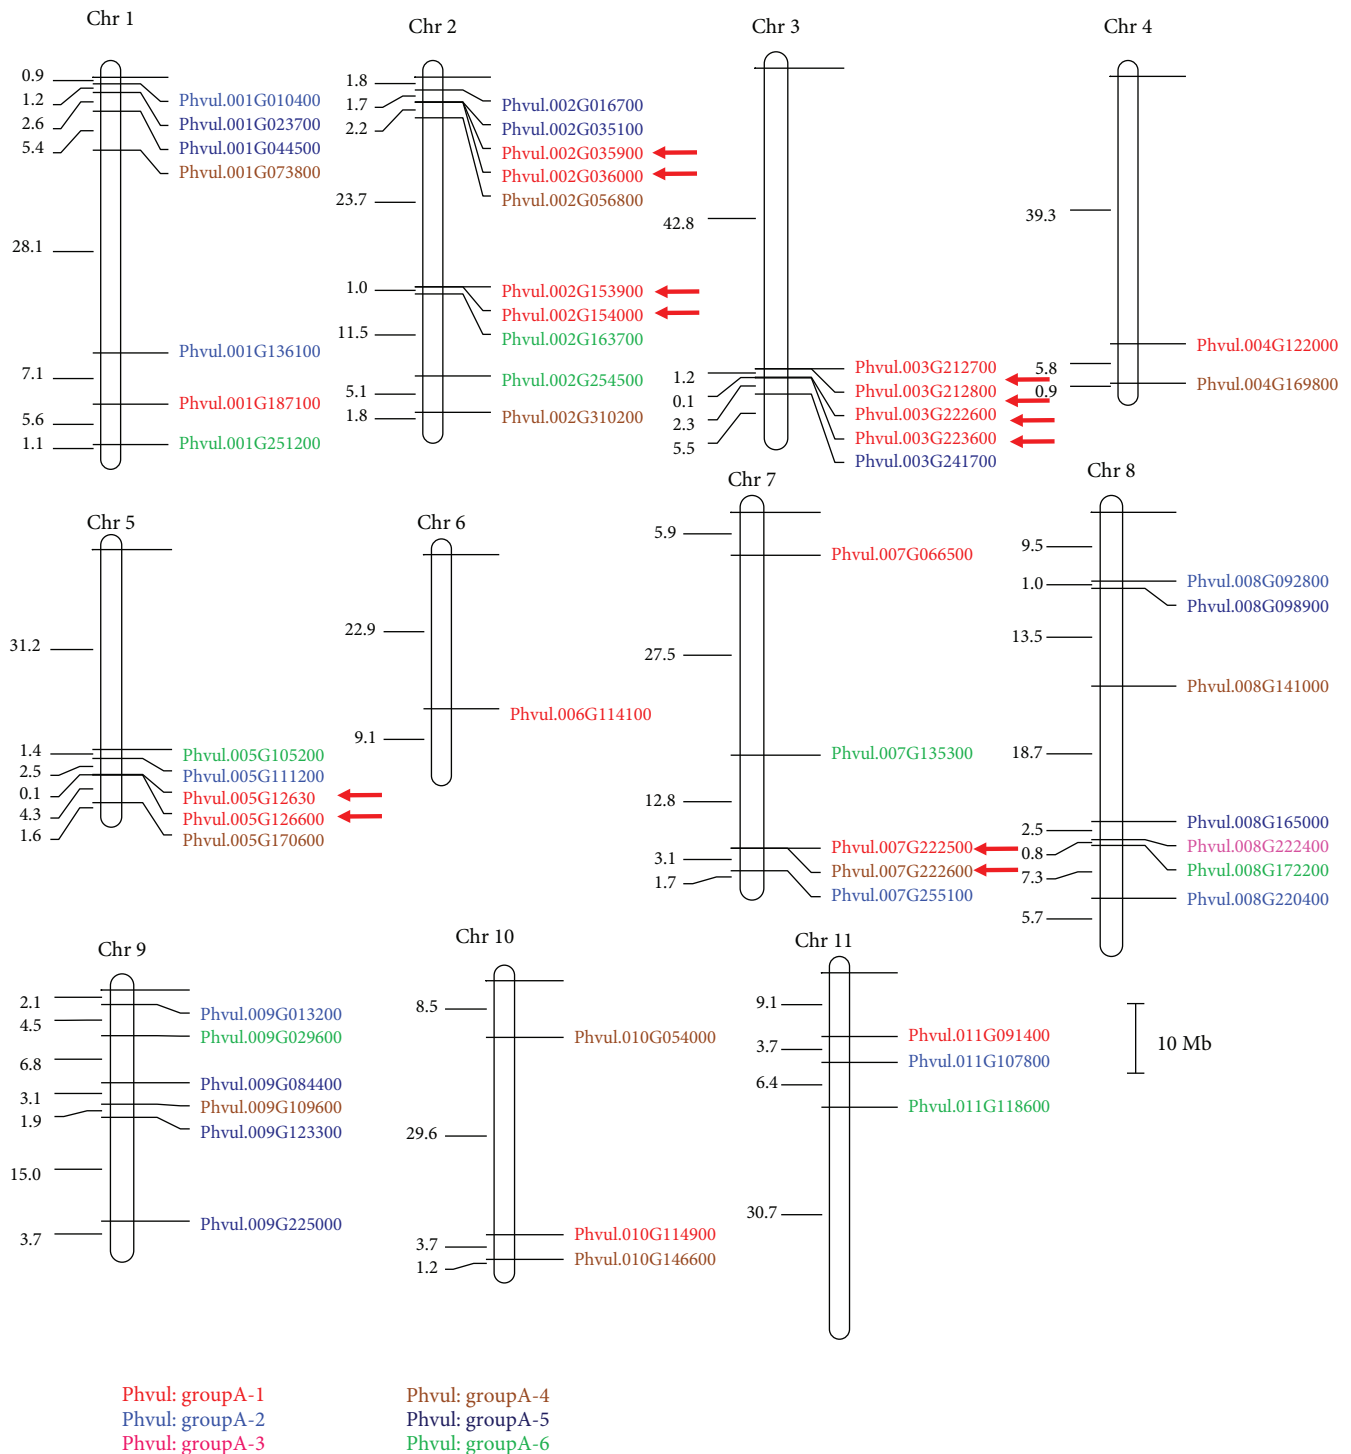 Chr 1
0.9
1.2
2.6
5.4
28.1
7.1
5.6
1.1
Phvul.001G010400
Phvul.001G023700
Phvul.001G044500
Phvul.001G073800
Phvul.001G136100
Phvul.001G187100
Phvul.001G251200
Chr 2
1.8
1.7
2.2
23.7
1.0
11.5
5.1
1.8
Phvul.002G016700
Phvul.002G035100
Phvul.002G035900
Phvul.002G036000
Phvul.002G056800
Phvul.002G153900
Phvul.002G154000
Phvul.002G163700
Phvul.002G254500
Phvul.002G310200
Chr 3
42.8
1.2
0.1
2.3
5.5
Phvul.003G212700
Phvul.003G212800
Phvul.003G222600
Phvul.003G223600
Phvul.003G241700
Chr 4
39.3
5.8
0.9
Phvul.004G122000
Phvul.004G169800
Chr 5
31.2
1.4
2.5
0.1
4.3
1.6
Phvul.005G105200
Phvul.005G111200
Phvul.005G12630
Phvul.005G126600
Phvul.005G170600
Chr 6
22.9
9.1
Phvul.006G114100
Chr 7
5.9
27.5
12.8
3.1
1.7
Phvul.007G066500
Phvul.007G135300
Phvul.007G222500
Phvul.007G222600
Phvul.007G255100
Chr 8
9.5
1.0
13.5
18.7
2.5
0.8
7.3
5.7
Phvul.008G092800
Phvul.008G098900
Phvul.008G141000
Phvul.008G165000
Phvul.008G222400
Phvul.008G172200
Phvul.008G220400
Chr 9
2.1
4.5
6.8
3.1
1.9
15.0
3.7
Phvul.009G013200
Phvul.009G029600
Phvul.009G084400
Phvul.009G109600
Phvul.009G123300
Phvul.009G225000
Chr 10
8.5
29.6
3.7
1.2
Phvul.010G054000
Phvul.010G114900
Phvul.010G146600
Chr 11
9.1
3.7
6.4
30.7
Phvul.011G091400
Phvul.011G107800
Phvul.011G118600
10 Mb
Phvul: groupA-1
Phvul: groupA-2
Phvul: groupA-3
Phvul: groupA-4
Phvul: groupA-5
Phvul: groupA-6